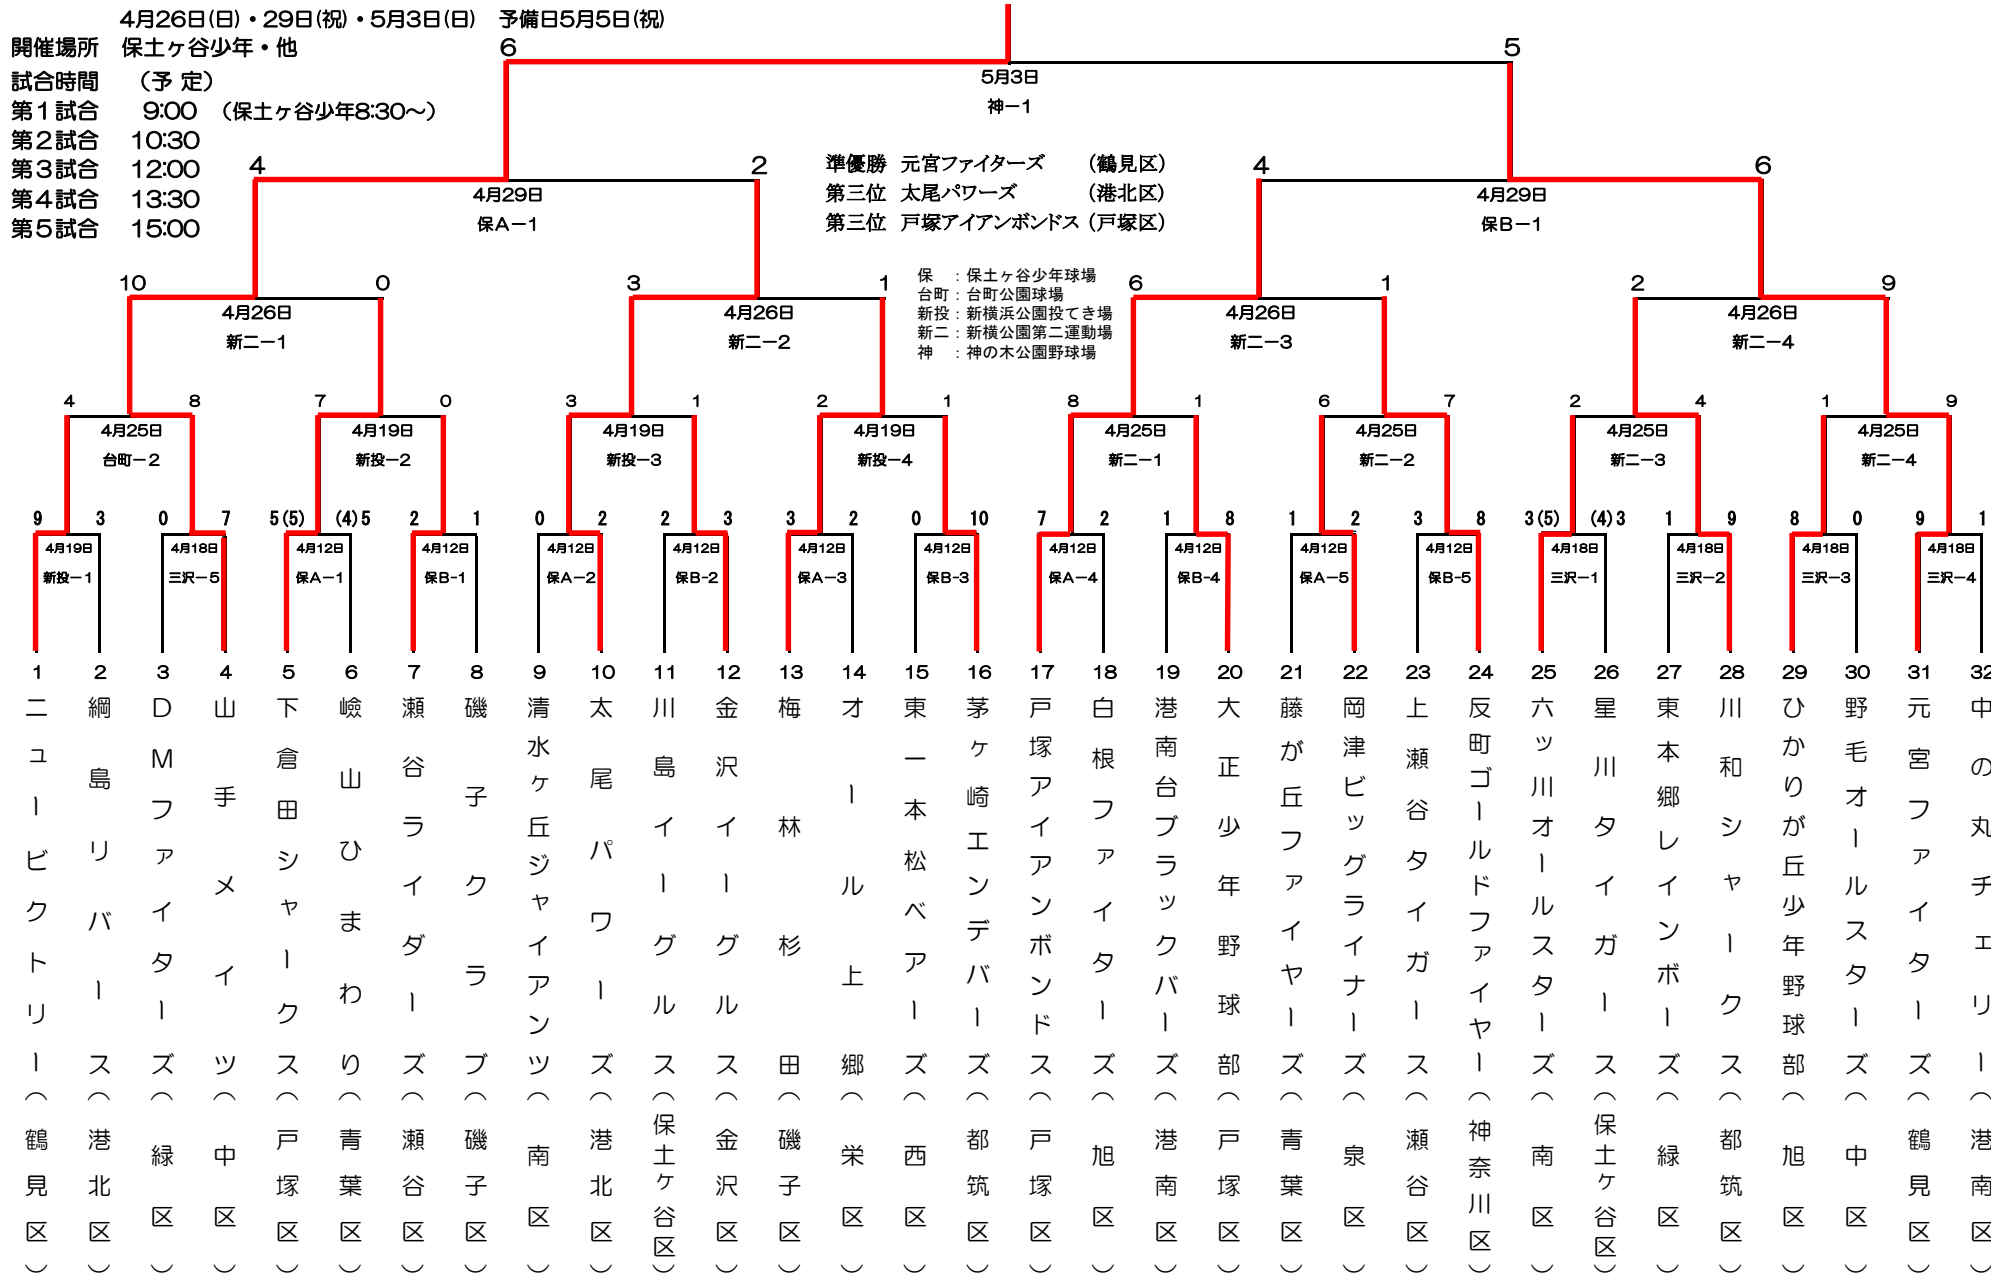 4月26日(日)・29日(祝)・5月3日(日)　予備日5月5日(祝)
開催場所　保土ヶ谷少年・他
試合時間　（予 定）
第１試合　9:00　（保土ヶ谷少年8:30～）
第２試合　10:30
第３試合　12:00
第４試合　13:30
第５試合　15:00
6　5
5月3日
神－1
4　2　4　6
4月29日　4月29日
保A－1　保B－1
準優勝　元宮ファイターズ　（鶴見区）
第三位　太尾パワーズ　（港北区）
第三位　戸塚アイアンボンドス（戸塚区）
保　：保土ヶ谷少年球場
台町：台町公園球場
新投：新横浜公園投てき場
新二：新横公園第二運動場
神　：神の木公園野球場
10　0　3　1　6　1　2　9
4月26日　4月26日　4月26日　4月26日
新二－1　新二－2　新二－3　新二－4
4　8　7　0　3　1　2　1　8　1　6　7　2　4　1　9
4月25日　4月19日　4月19日　4月19日　4月25日　4月25日　4月25日　4月25日
台町－2　新投－2　新投－3　新投－4　新二－1　新二－2　新二－3　新二－4
9　3　0　7　5(5)　(4)5　2　1　0　2　2　3　3　2　0　10　7　2　1　8　1　2　3　8　3(5)　(4)3　1　9　8　0　9　1
4月19日　4月18日　4月12日　4月12日　4月12日　4月12日　4月12日　4月12日　4月12日　4月12日　4月12日　4月12日　4月18日　4月18日　4月18日　4月18日
新投－1　三沢－5　保A－1　保B-1　保A－2　保B-2　保A－3　保B-3　保A－4　保B-4　保A－5　保B-5　三沢－1　三沢－2　三沢－3　三沢－4
1　ニュービクトリー（鶴見区）
2　綱島リバース（港北区）
3　DMファイターズ（緑区）
4　山手メイツ（中区）
5　下倉田シャークス（戸塚区）
6　嶮山ひまわり（青葉区）
7　瀬谷ライダーズ（瀬谷区）
8　磯子クラブ（磯子区）
9　清水ヶ丘ジャイアンツ（南区）
10　太尾パワーズ（港北区）
11　川島イーグルス（保土ヶ谷区）
12　金沢イーグルス（金沢区）
13　梅林杉田（磯子区）
14　オール上郷（栄区）
15　東一本松ベアーズ（西区）
16　茅ヶ崎エンデバーズ（都筑区）
17　戸塚アイアンボンドス（戸塚区）
18　白根ファイターズ（旭区）
19　港南台ブラックバーズ（港南区）
20　大正少年野球部（戸塚区）
21　藤が丘ファイヤーズ（青葉区）
22　岡津ビッグライナーズ（泉区）
23　上瀬谷タイガース（瀬谷区）
24　反町ゴールドファイヤー（神奈川区）
25　六ッ川オールスターズ（南区）
26　星川タイガース（保土ヶ谷区）
27　東本郷レインボーズ（緑区）
28　川和シャークス（都筑区）
29　ひかりが丘少年野球部（旭区）
30　野毛オールスターズ（中区）
31　元宮ファイターズ（鶴見区）
32　中の丸チェリー（港南区）